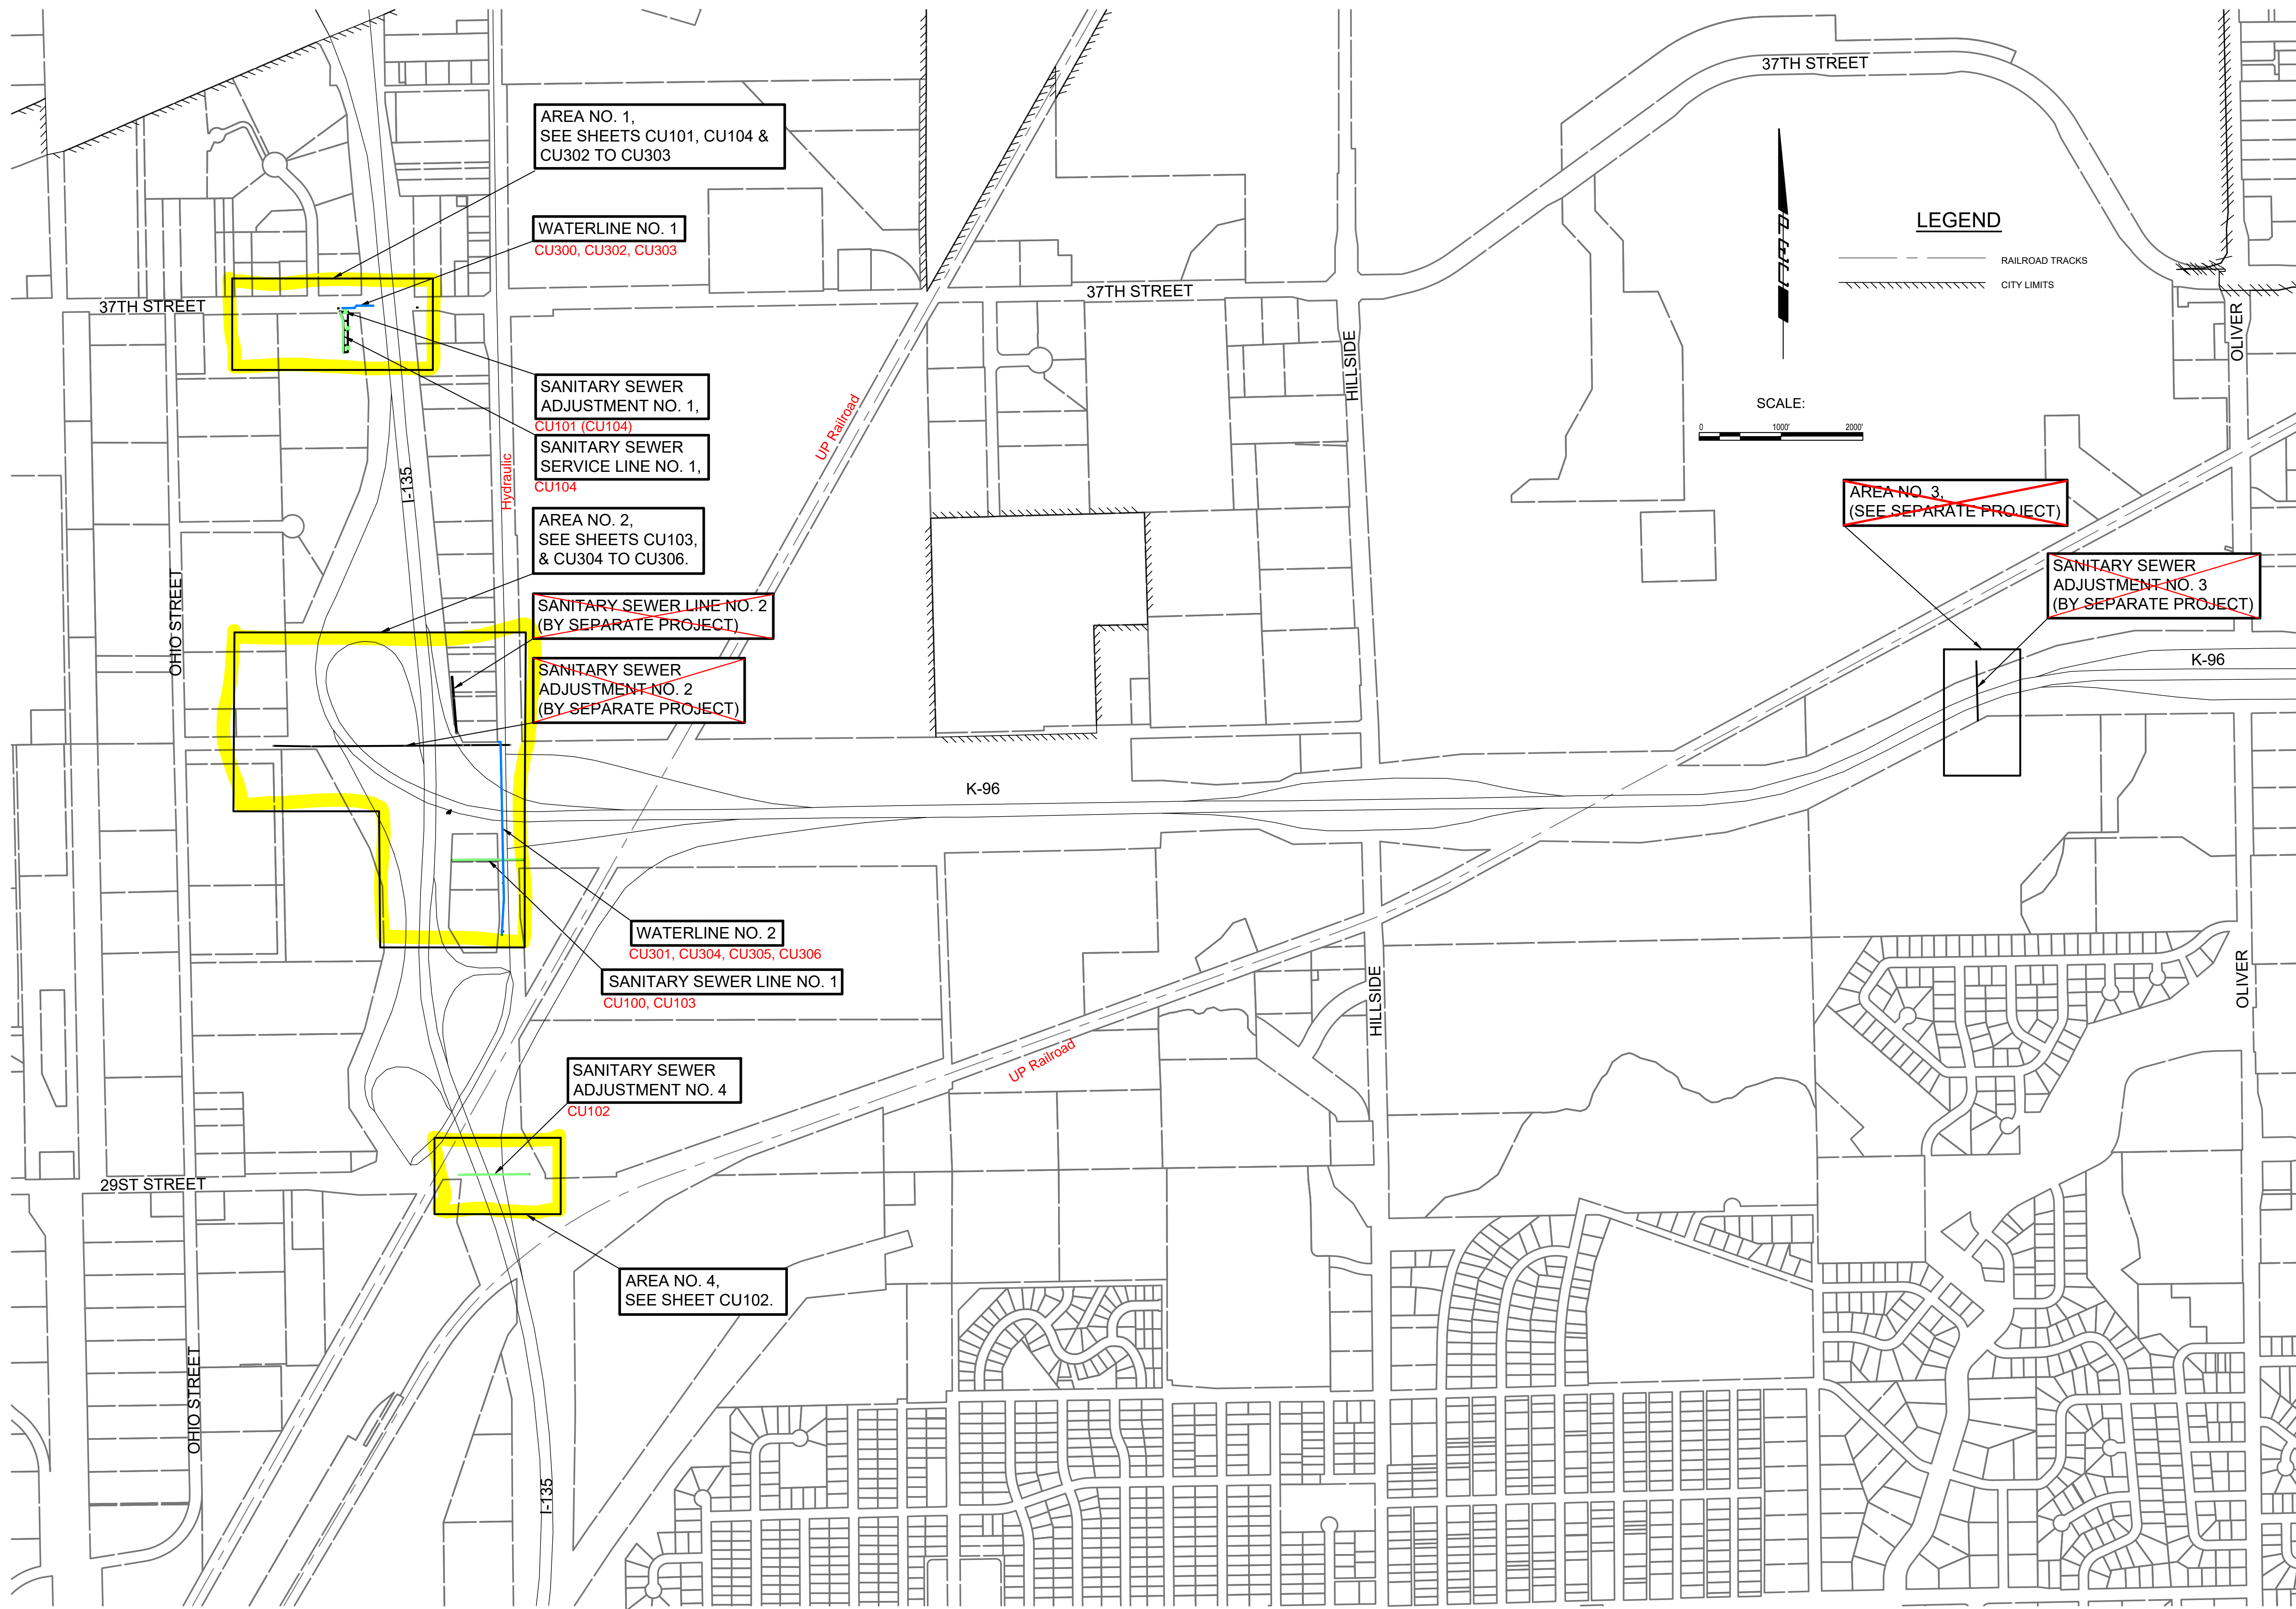 37TH STREET
AREA NO. 1,
SEE SHEETS CU101, CU104 &
CU302 TO CU303
WATERLINE NO. 1
CU300, CU302, CU303
LEGEND
RAILROAD TRACKS
CITY LIMITS
37TH STREET
37TH STREET
OLIVER
HILLSIDE
SCALE:
0 1000' 2000'
SANITARY SEWER
ADJUSTMENT NO. 1,
CU101 (CU104)
SANITARY SEWER
SERVICE LINE NO. 1,
CU104
UP Railroad
Hydraulic
I-135
AREA NO. 3,
(SEE SEPARATE PROJECT)
AREA NO. 2,
SEE SHEETS CU103,
& CU304 TO CU306.
SANITARY SEWER
ADJUSTMENT NO. 3
(BY SEPARATE PROJECT)
OHIO STREET
SANITARY SEWER LINE NO. 2
(BY SEPARATE PROJECT)
SANITARY SEWER
ADJUSTMENT NO. 2
(BY SEPARATE PROJECT)
K-96
K-96
WATERLINE NO. 2
CU301, CU304, CU305, CU306
SANITARY SEWER LINE NO. 1
CU100, CU103
HILLSIDE
OLIVER
UP Railroad
SANITARY SEWER
ADJUSTMENT NO. 4
CU102
29ST STREET
AREA NO. 4,
SEE SHEET CU102.
OHIO STREET
I-135